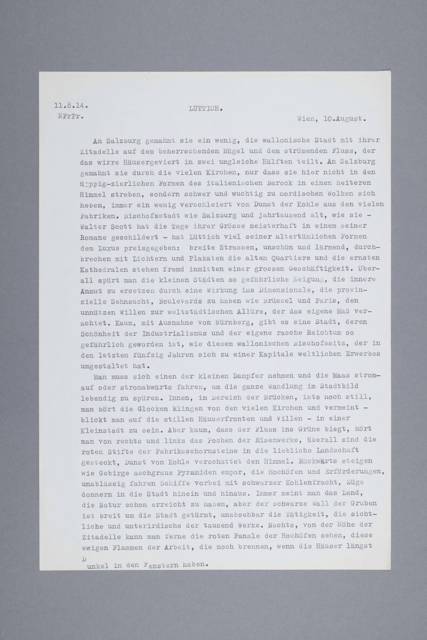 11.8.14.
NFrPr.
LÜTTICH.
Wien, 10.August.
An Salzburg gemahnt sie ein wenig, die wallonische Stadt mit ihrer
Zitadelle auf dem beherrschenden Hügel und dem strömenden Fluss, der
das wirre Häusergeviert in zwei ungleiche Hälften teilt. An Salzburg
gemahnt sie durch die vielen Kirchen, nur dass sie hier nicht in den
üppig-zierlichen Formen des italienischen Barock in einen heiteren
Himmel streben, sondern schwer und wuchtig zu nordischen Wolken sich
heben, immer ein wenig verschleiert von Dunst der Kohle aus den vielen
Fabriken. Bischofsstadt wie Salzburg und jahrtausend alt, wie sie -
Walter Scott hat die Tage ihrer Grösse meisterhaft in einem seiner
Romane geschildert - hat Lüttich viel seiner altertümlichen Formen
dem Luxus preisgegeben: breite Strassen, unschön und lärmend, durch-
brechen mit Lichtern und Plakaten die alten Quartiere und die ernsten
Kathedralen stehen fremd inmitten einer grossen Geschäftigkeit. Über-
all spürt man die kleinen Städten so gefährliche Neigung, die innere
Anmut zu ersetzen durch eine Wirkung ins Dimensionale, die provin-
zielle Sehnsucht, Boulevards zu haben wie Brüssel und Paris, den
unnützen Willen zur weltstädtischen Allüre, der das eigene Maß ver-
achtet. Kaum, mit Ausnahme von Nürnberg, gibt es eine Stadt, deren
Schönheit der Industrialismus und der eigene rasche Reichtum so
gefährlich geworden ist, wie diesem wallonischen Bischofssitz, der in
den letzten fünfzig Jahren sich zu einer Kapitale weltlichen Erwerbes
umgestaltet hat.
Man muss sich einen der kleinen Dampfer nehmen und die Maas strom-
auf oder stromabwärts fahren, um die ganze Wandlung im Stadtbild
lebendig zu spüren. Innen, im Bereich der Brücken, ists noch still,
man hört die Glocken klingen von den vielen Kirchen und vermeint -
blickt man auf die stillen Häuserfronten und Villen - in einer
Kleinstadt zu sein. Aber kaum, dass der Fluss ins Grüne biegt, hört
man von rechts und links das Pochen der Eisenwerke, überall sind die
roten Stifte der Fabriksschornsteine in die liebliche Landschaft
gesteckt, Dunst von Kohle verschattet den Himmel. Rückwärts steigen
wie Gebirge aschgraue Pyramiden empor, die Hochöfen und Erzförderungen,
unablässig fahren Schiffe vorbei mit schwarzer Kohlenfracht, Züge
donnern in die Stadt hinein und hinaus. Immer meint man das Land,
die Natur schon erreicht zu haben, aber der schwarze Wall der Gruben
ist breit um die Stadt getürmt, unabsehbar die Tätigkeit, die sicht-
liche und unterirdische der tausend Werke. Nachts, von der Höhe der
Zitadelle kann man ferne die roten Fanale der Hochöfen sehen, diese
ewigen Flammen der Arbeit, die noch brennen, wenn die Häuser längst
Dunkel in den Fenstern haben.